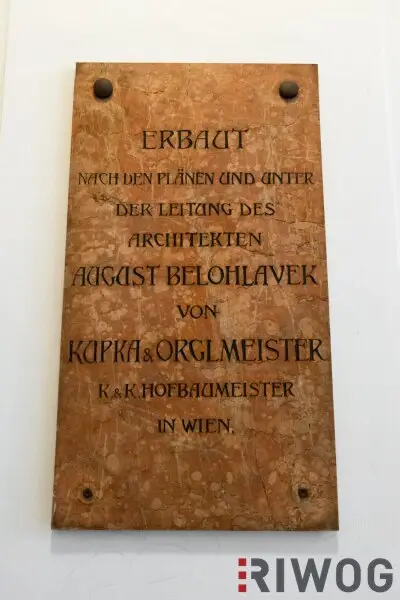 ERBAUT
NACH DEN PLÄNEN UND UNTER
DER LEITUNG DES
ARCHITEKTEN
AUGUST BELOHLAVEK
VON
KUPKA & ORGLMEISTER
K. & K. HOFBAUMEISTER
IN WIEN.
RIWOG